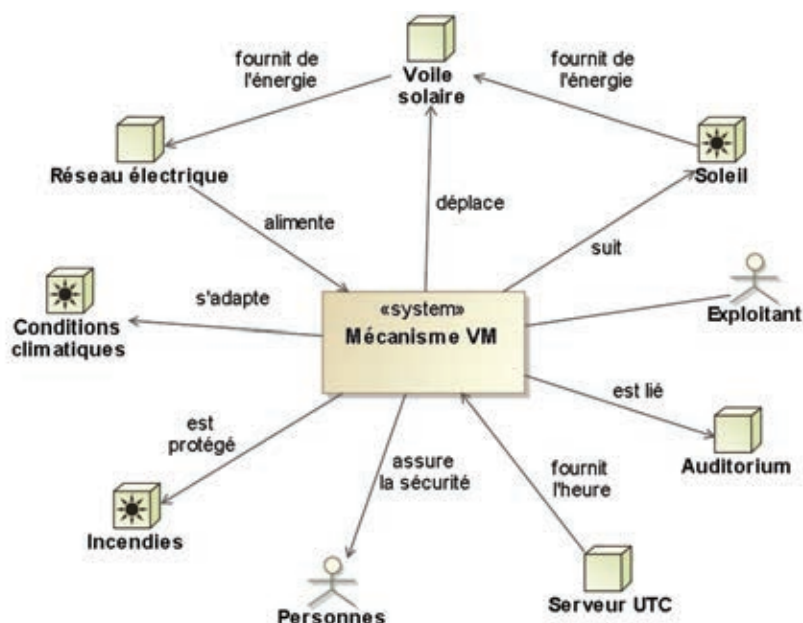 fournit de
l'énergie
Voile
solaire
fournit de
l'énergie
Réseau électrique
Soleil
alimente
déplace
suit
s'adapte
Conditions
climatiques
«system»
Mécanisme VM
Exploitant
est lié
Auditorium
est
protégé
Incendies
assure
la sécurité
Personnes
fournit
l'heure
Serveur UTC